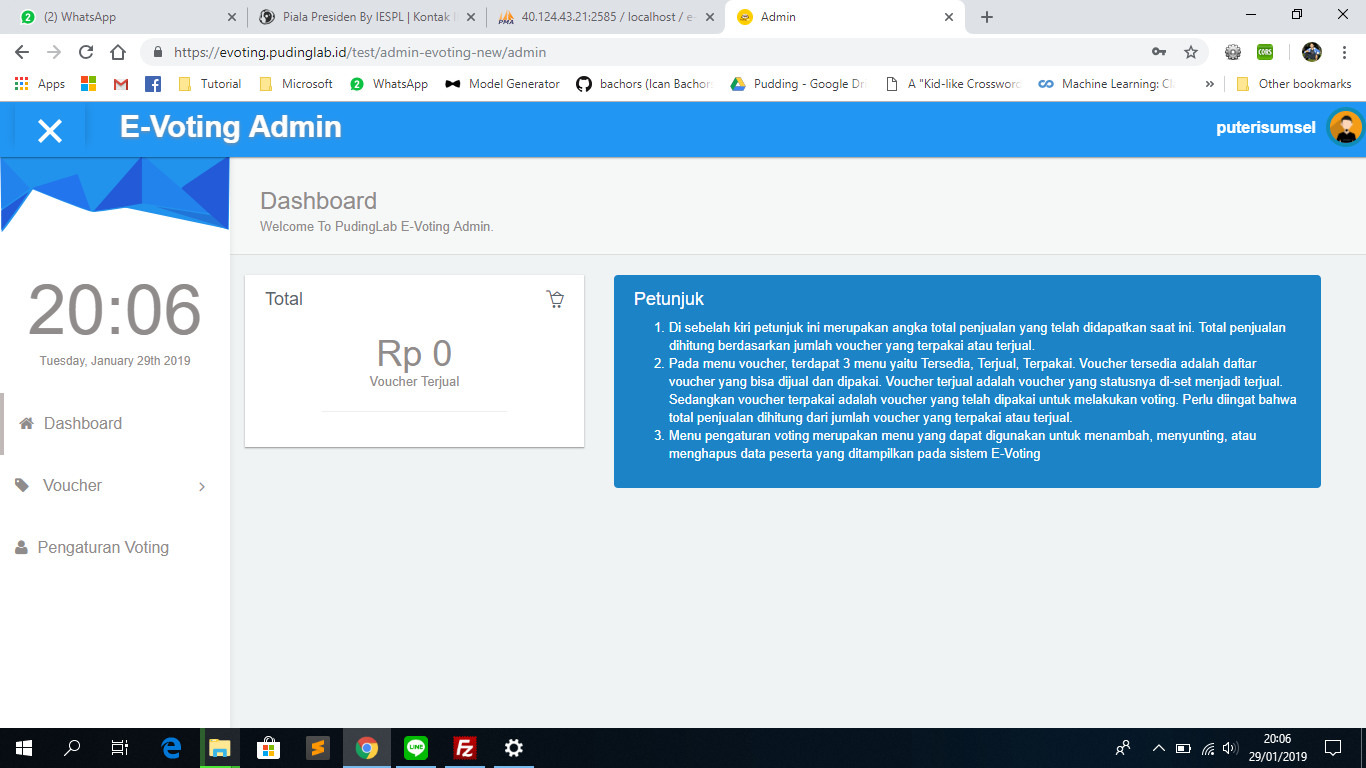 (2) WhatsApp
Piala Presiden By IESPL | Kontak
40.124.43.21:2585 / localhost / e-
Admin
https://evoting.pudinglab.id/test/admin-evoting-new/admin
CORS
Apps
Tutorial
Microsoft
2 WhatsApp
Model Generator
bachors (Ican Bachors
Pudding - Google Dri
A "Kid-like Crossword
Machine Learning:
Other bookmarks
E-Voting Admin
puterisumsel
Dashboard
Welcome To PudingLab E-Voting Admin.
20:06
Tuesday, January 29th 2019
Dashboard
Voucher
Pengaturan Voting
Total
Rp 0
Voucher Terjual
Petunjuk
1. Di sebelah kiri petunjuk ini merupakan angka total penjualan yang telah didapatkan saat ini. Total penjualan
dihitung berdasarkan jumlah voucher yang terpakai atau terjual.
2. Pada menu voucher, terdapat 3 menu yaitu Tersedia, Terjual, Terpakai. Voucher tersedia adalah daftar
voucher yang bisa dijual dan dipakai. Voucher terjual adalah voucher yang statusnya di-set menjadi terjual.
Sedangkan voucher terpakai adalah voucher yang telah dipakai untuk melakukan voting. Perlu diingat bahwa
total penjualan dihitung dari jumlah voucher yang terpakai atau terjual.
3. Menu pengaturan voting merupakan menu yang dapat digunakan untuk menambah, menyunting, atau
menghapus data peserta yang ditampilkan pada sistem E-Voting
LINE
20:06
29/01/2019